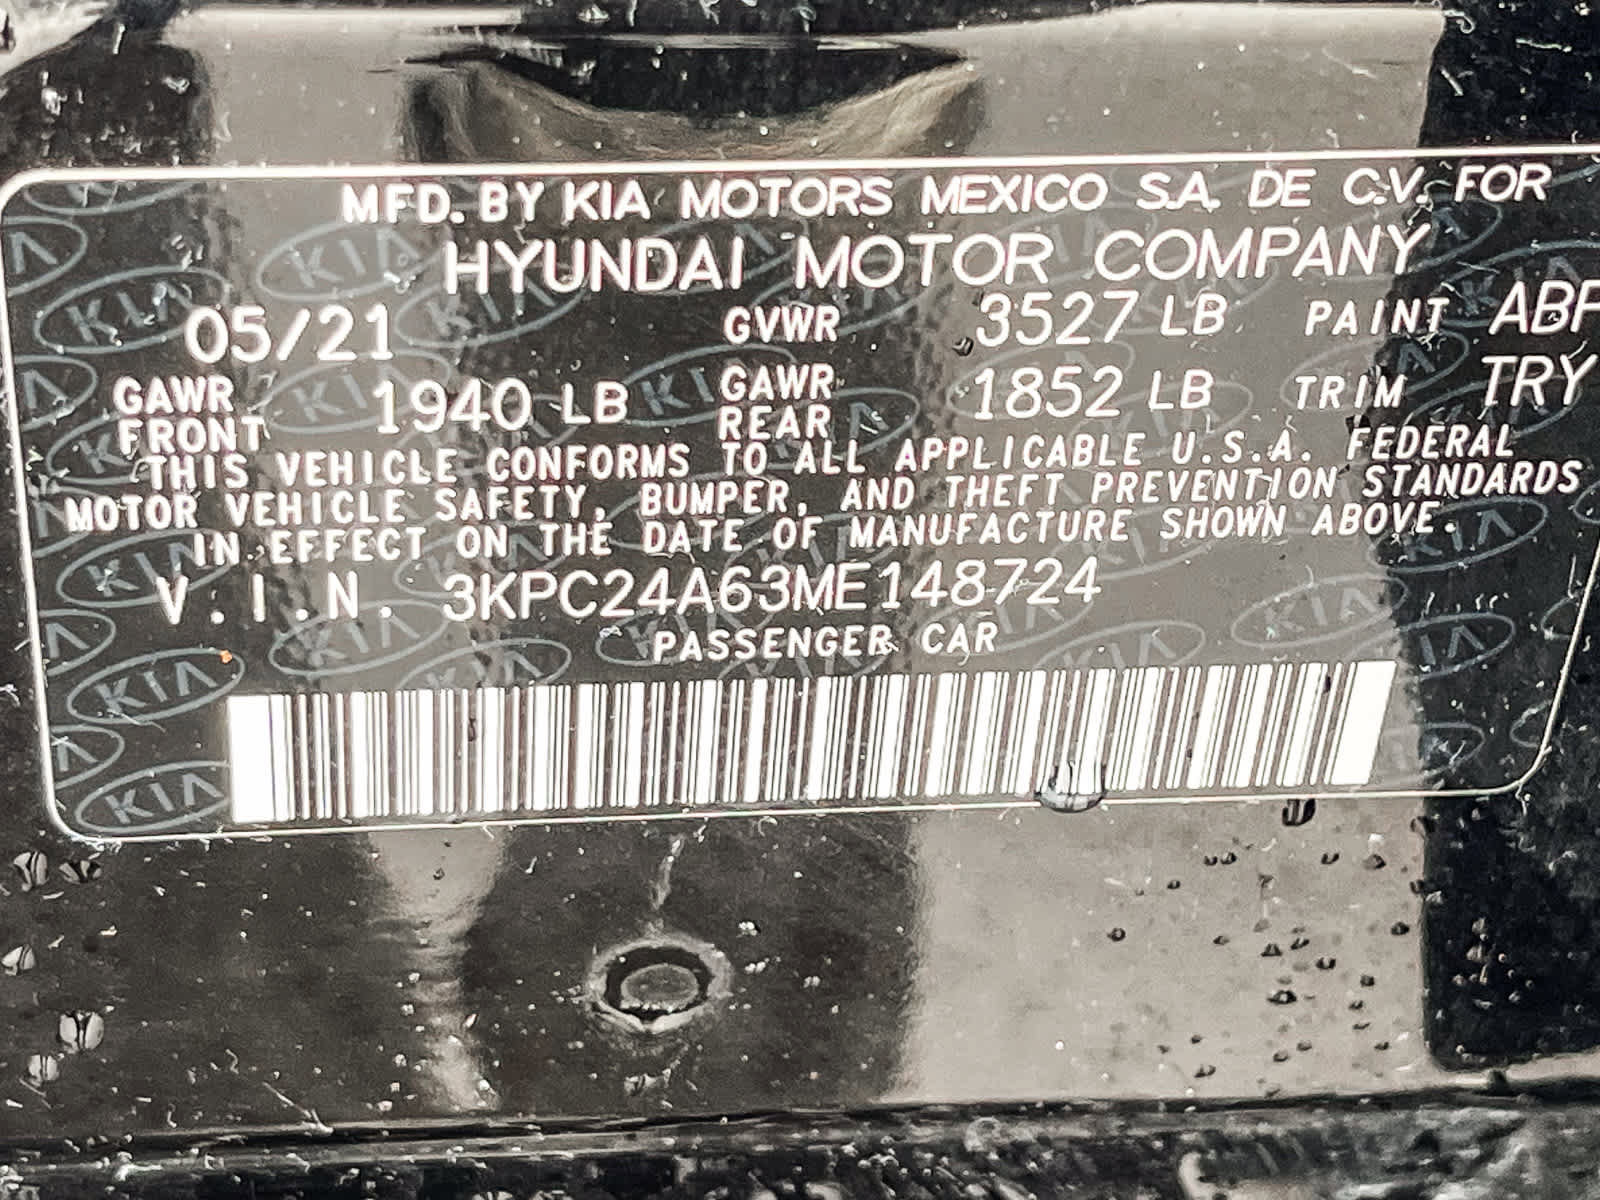 MFD. BY KIA MOTORS MEXICO S.A. DE C.V. FOR
HYUNDAI MOTOR COMPANY
05/21 GVWR 3527 LB PAINT ABP
GAWR FRONT 1940 LB GAWR REAR 1852 LB TRIM TRY
THIS VEHICLE CONFORMS TO ALL APPLICABLE U.S.A. FEDERAL
MOTOR VEHICLE SAFETY, BUMPER, AND THEFT PREVENTION STANDARDS
IN EFFECT ON THE DATE OF MANUFACTURE SHOWN ABOVE.
V.I.N. 3KPC24A63ME148724
PASSENGER CAR
KIA